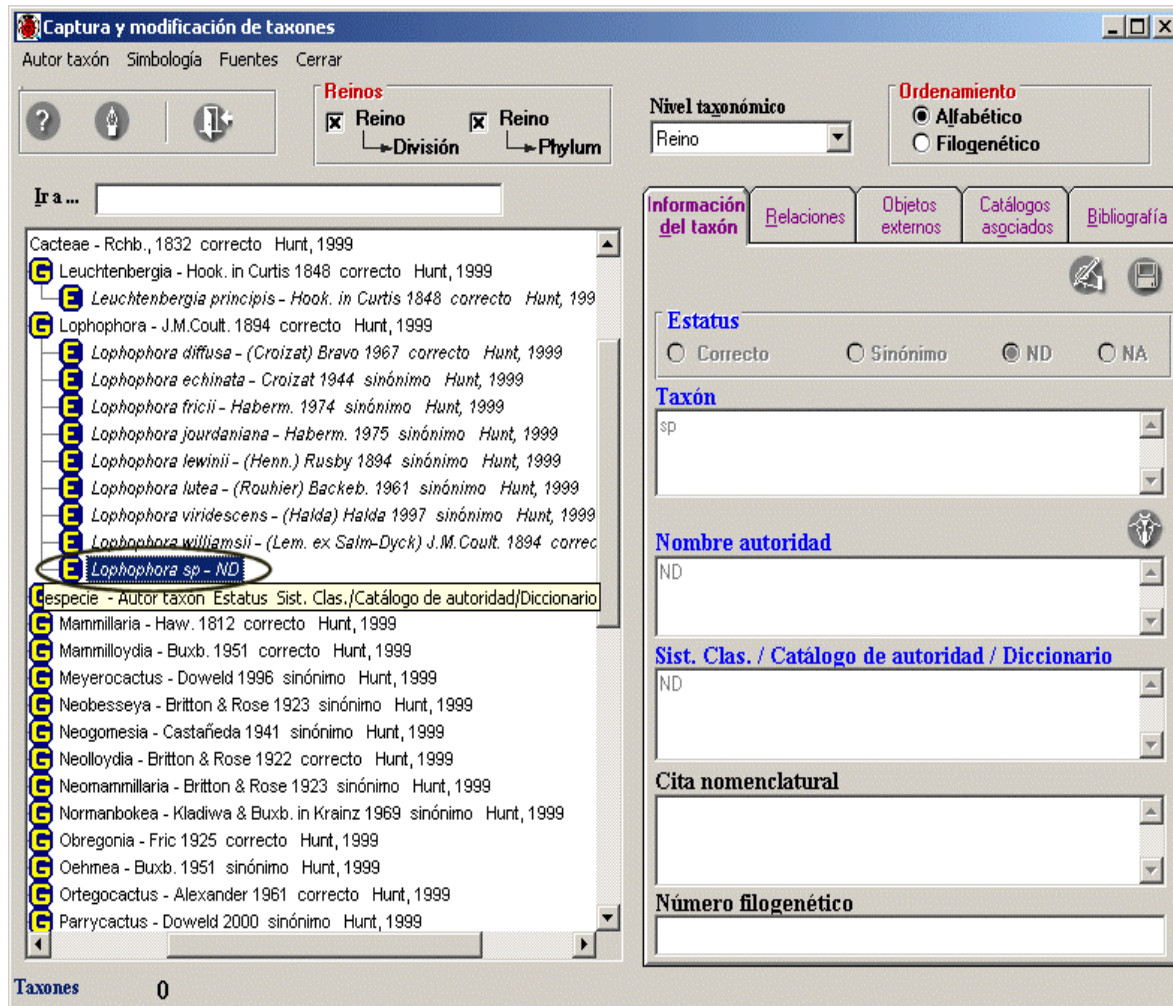 Captura y modificación de taxones
Autor taxón Simbología Fuentes Cerrar
Reinos
Reino Reino
División Phylum
Nivel taxonómico
Reino
Ordenamiento
Alfabético
Filogenético
Ir a ...
Cacteae - Rchb., 1832 correcto Hunt, 1999
G Leuchtenbergia - Hook. in Curtis 1848 correcto Hunt, 1999
E Leuchtenbergia principis - Hook. in Curtis 1848 correcto Hunt, 199
G Lophophora - J.M.Coult. 1894 correcto Hunt, 1999
E Lophophora diffusa - (Croizat) Bravo 1967 correcto Hunt, 1999
E Lophophora echinata - Croizat 1944 sinónimo Hunt, 1999
E Lophophora fricii - Haberm. 1974 sinónimo Hunt, 1999
E Lophophora jourdaniana - Haberm. 1975 sinónimo Hunt, 1999
E Lophophora lewinii - (Henn.) Rusby 1894 sinónimo Hunt, 1999
E Lophophora lutea - (Rouhier) Backeb. 1961 sinónimo Hunt, 1999
E Lophophora viridescens - (Halda) Halda 1997 sinónimo Hunt, 1999
E Lophophora williamsii - (Lem. ex Salm-Dyck) J.M.Coult. 1894 correc
E Lophophora sp - ND
especie - Autor taxón Estatus Sist. Clas./Catálogo de autoridad/Diccionario
G Mammillaria - Haw. 1812 correcto Hunt, 1999
G Mammilloydia - Buxb. 1951 correcto Hunt, 1999
G Meyerocactus - Doweld 1996 sinónimo Hunt, 1999
G Neobesseya - Britton & Rose 1923 sinónimo Hunt, 1999
G Neogomesia - Castañeda 1941 sinónimo Hunt, 1999
G Neolloydia - Britton & Rose 1922 correcto Hunt, 1999
G Neomammillaria - Britton & Rose 1923 sinónimo Hunt, 1999
G Normanbokea - Kladiwa & Buxb. in Krainz 1969 sinónimo Hunt, 1999
G Obregonia - Fric 1925 correcto Hunt, 1999
G Oehmea - Buxb. 1951 sinónimo Hunt, 1999
G Ortegocactus - Alexander 1961 correcto Hunt, 1999
G Parrycactus - Doweld 2000 sinónimo Hunt, 1999
Taxones 0
Información del taxón
Relaciones
Objetos externos
Catálogos asociados
Bibliografía
Estatus
Correcto Sinónimo ND NA
Taxón
sp
Nombre autoridad
ND
Sist. Clas. / Catálogo de autoridad / Diccionario
ND
Cita nomenclatural
Número filogenético